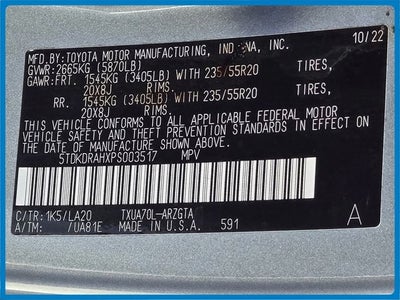 MFD.BY:TOYOTA MOTOR MANUFACTURING, INDIANA, INC. 10/22
GVWR:2665KG (5870LB)
GAWR:FRT. 1545KG (3405LB) WITH 235/55R20 TIRES,
20X8J RIMS.
RR. 1545KG (3405LB) WITH 235/55R20 TIRES,
20X8J RIMS.
THIS VEHICLE CONFORMS TO ALL APPLICABLE FEDERAL MOTOR
VEHICLE SAFETY AND THEFT PREVENTION STANDARDS IN EFFECT
ON THE DATE OF MANUFACTURE SHOWN ABOVE.
5TDKDRAHXPS003517 MPV
C/TR:1K5/LA20 TXUA70L-ARZGTA A
A/TM: /UA81E MADE IN U.S.A. 591